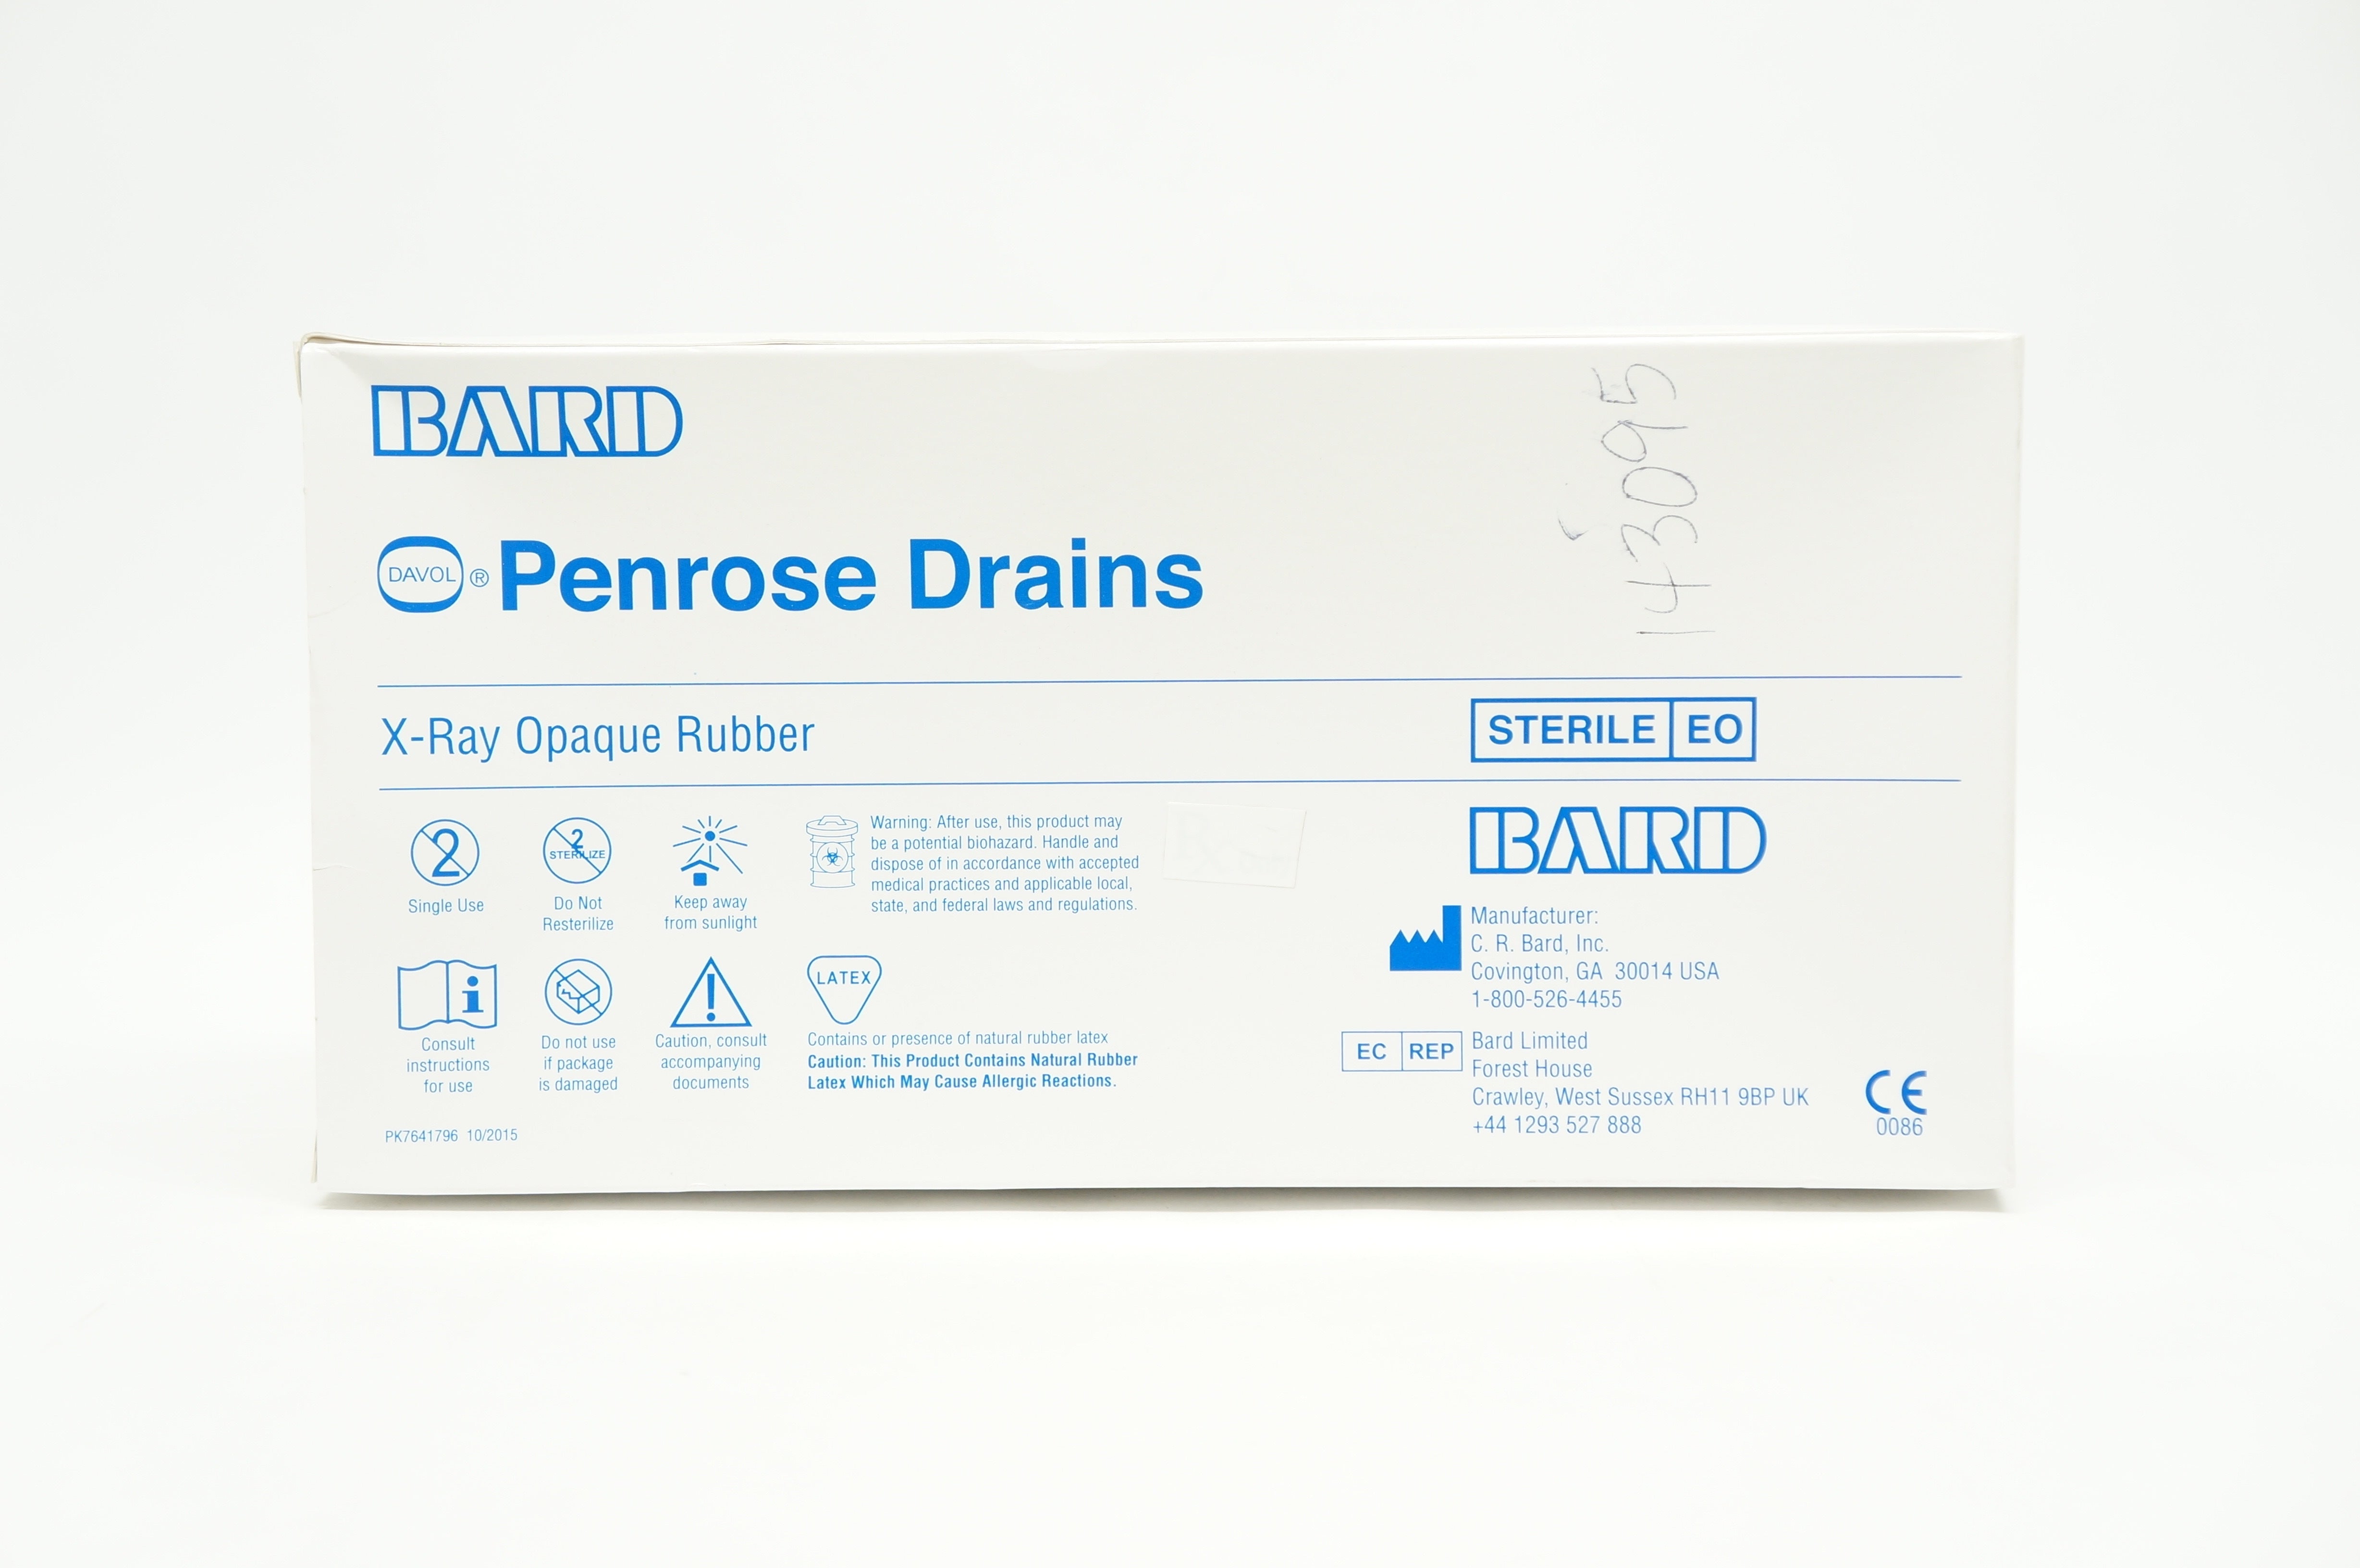 BARD
143095
DAVOL ® Penrose Drains
X-Ray Opaque Rubber
STERILE EO
2
Single Use
2
STERILIZE
Do Not
Resterilize
Keep away
from sunlight
Warning: After use, this product may
be a potential biohazard. Handle and
dispose of in accordance with accepted
medical practices and applicable local,
state, and federal laws and regulations.
i
Consult
instructions
for use
Do not use
if package
is damaged
!
Caution, consult
accompanying
documents
LATEX
Contains or presence of natural rubber latex
Caution: This Product Contains Natural Rubber
Latex Which May Cause Allergic Reactions.
PK7641796 10/2015
BARD
Manufacturer:
C. R. Bard, Inc.
Covington, GA 30014 USA
1-800-526-4455
EC REP
Bard Limited
Forest House
Crawley, West Sussex RH11 9BP UK
+44 1293 527 888
CE
0086